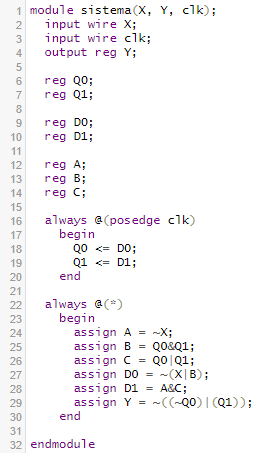 1 module sistema(X, Y, clk);
2 input wire X;
3 input wire clk;
4 output reg Y;
5
6 reg Q0;
7 reg Q1;
8
9 reg D0;
10 reg D1;
11
12 reg A;
13 reg B;
14 reg C;
15
16 always @(posedge clk)
17 begin
18 Q0 <= D0;
19 Q1 <= D1;
20 end
21
22 always @(*)
23 begin
24 assign A = ~X;
25 assign B = Q0&Q1;
26 assign C = Q0|Q1;
27 assign D0 = ~(X|B);
28 assign D1 = A&C;
29 assign Y = ~((~Q0)|(Q1));
30 end
31
32 endmodule